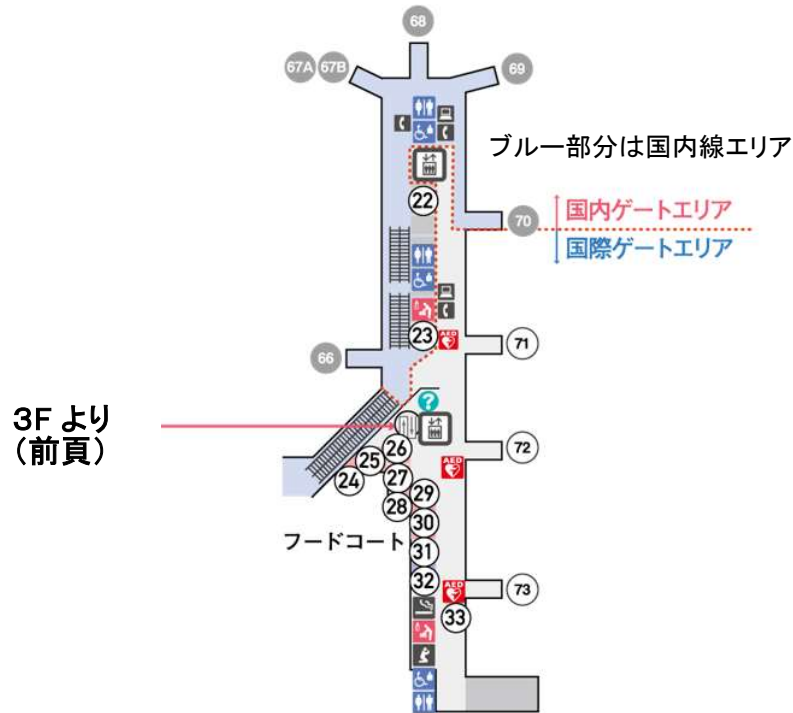 68
67A 67B
69
ブルー部分は国内線エリア
22
70
国内ゲートエリア
国際ゲートエリア
23
AED
71
66
?
3F より
(前頁)
26
72
25
AED
24
27
29
28
30
フードコート
31
32
AED
73
33